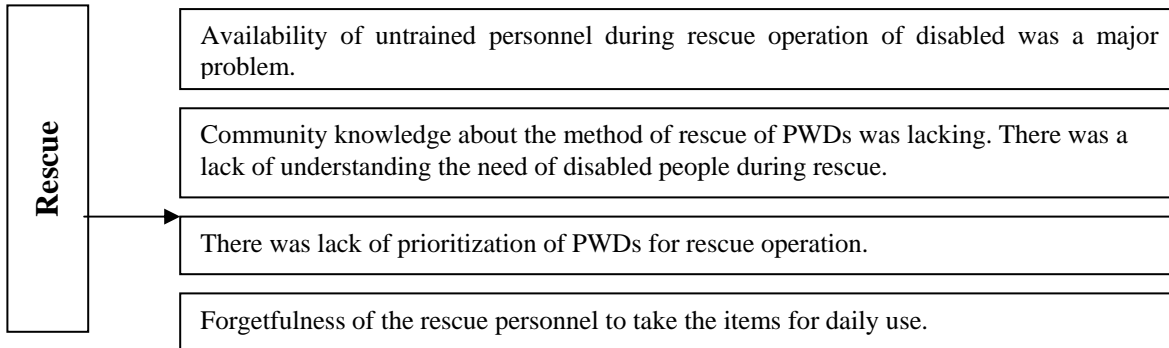 Rescue
Availability of untrained personnel during rescue operation of disabled was a major
problem.
Community knowledge about the method of rescue of PWDs was lacking. There was a
lack of understanding the need of disabled people during rescue.
There was lack of prioritization of PWDs for rescue operation.
Forgetfulness of the rescue personnel to take the items for daily use.